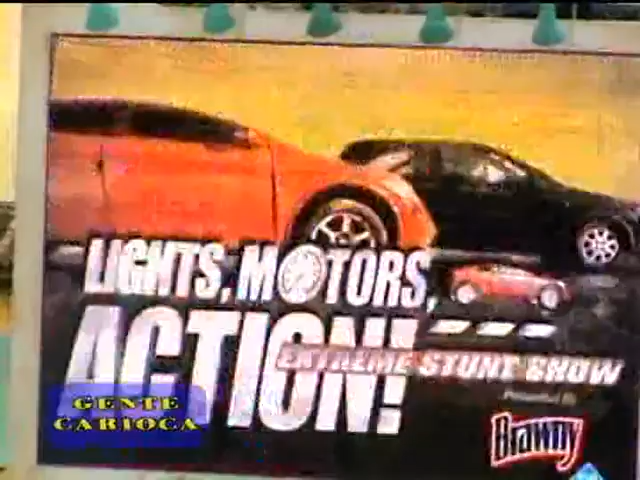 LIGHTS, MOTORS,
ACTION!
EXTREME STUNT SHOW
Presented By
Brawny
GENTE
CARIOCA